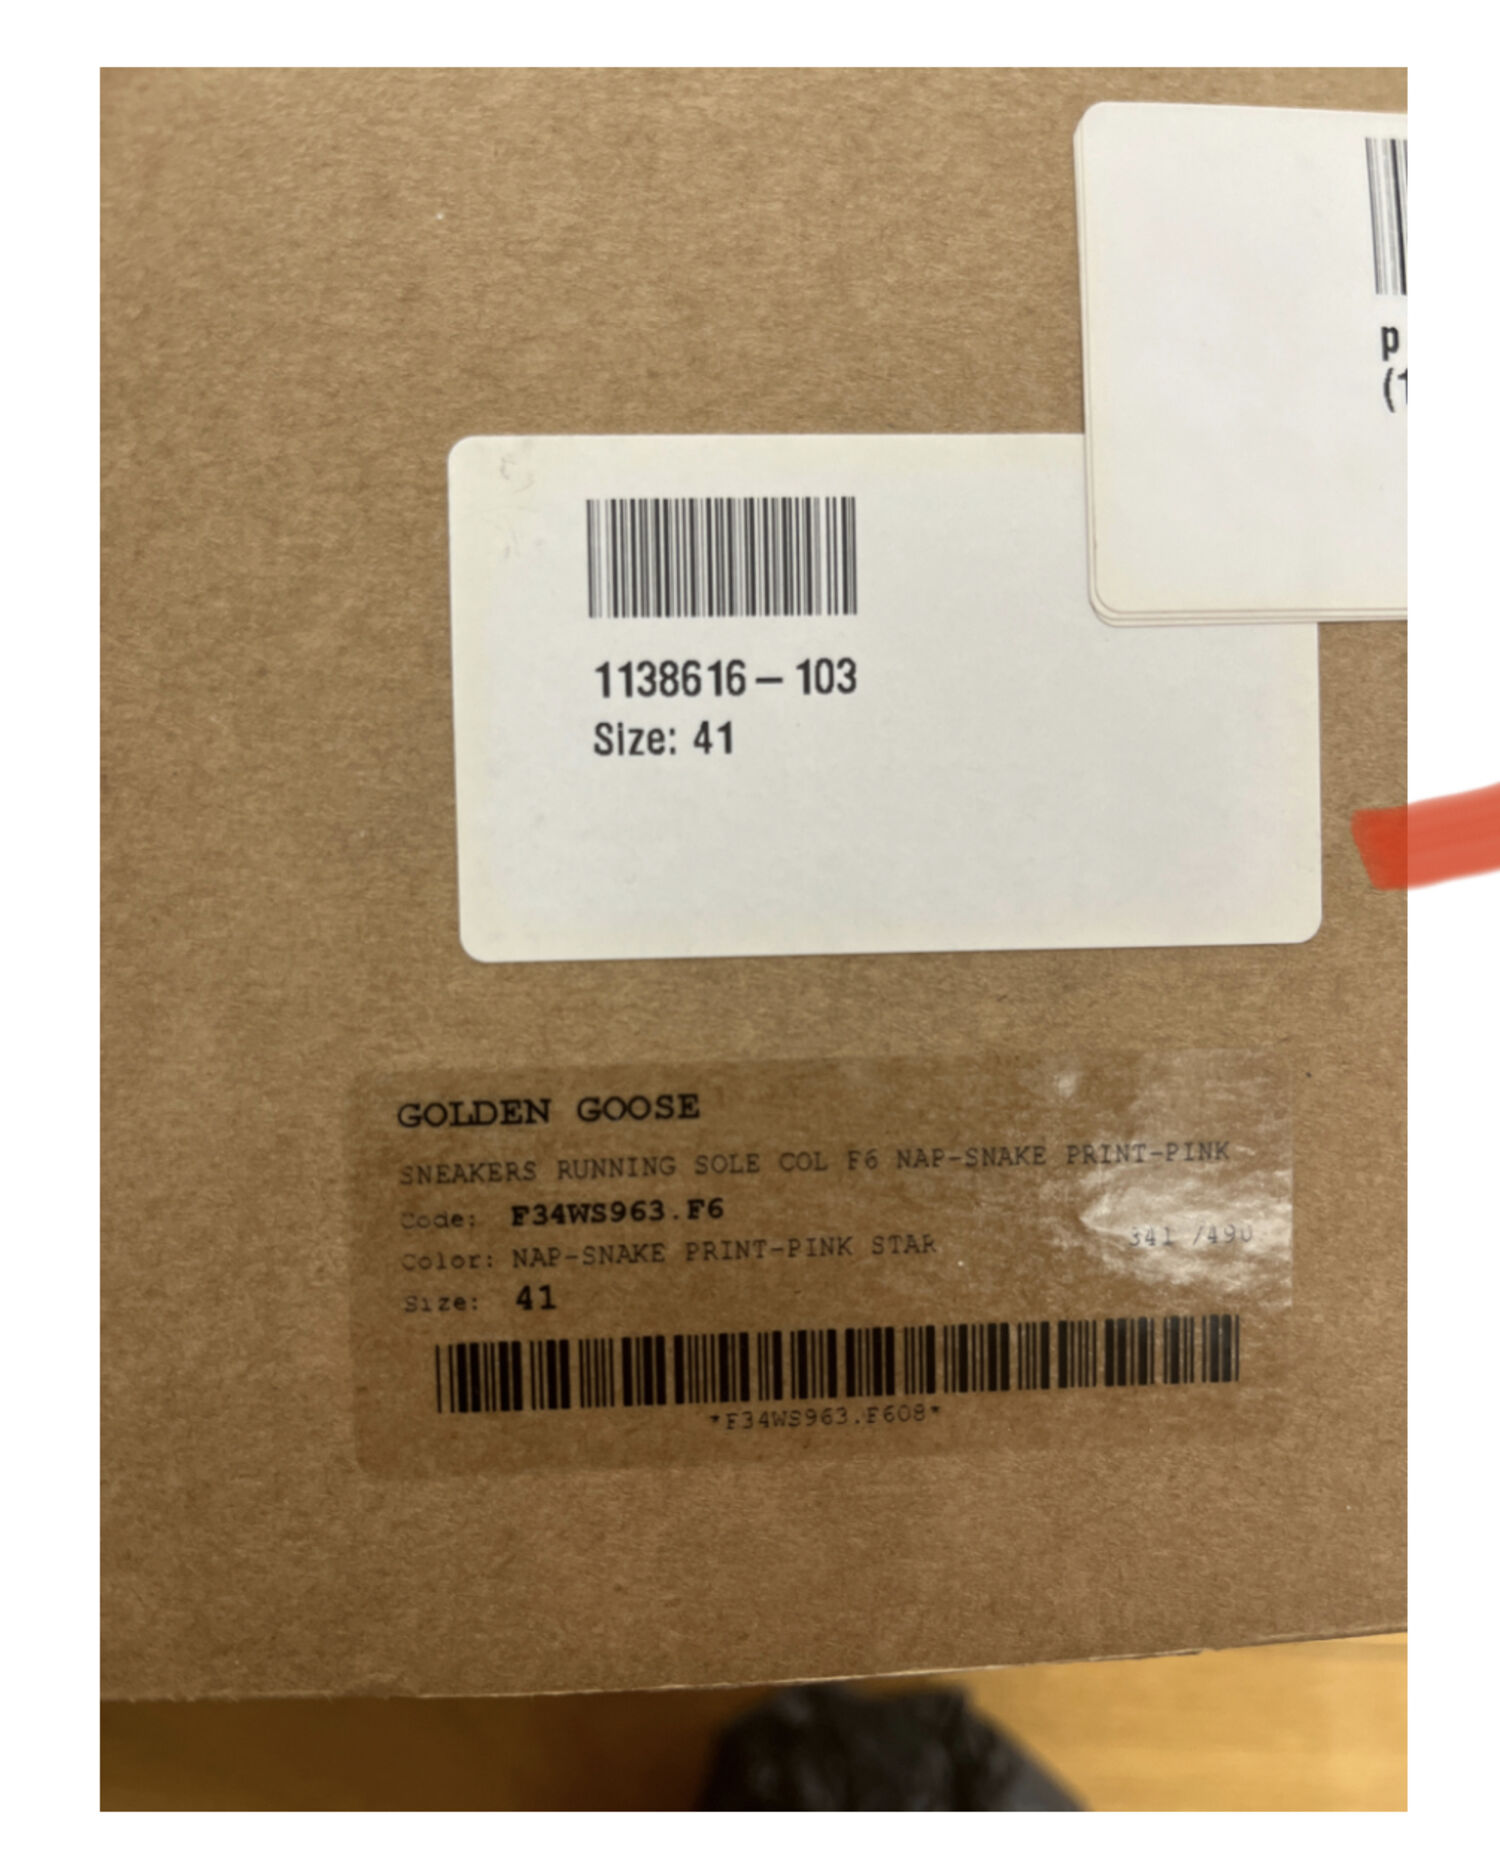 p
(1
1138616 – 103
Size: 41
GOLDEN GOOSE
SNEAKERS RUNNING SOLE COL F6 NAP-SNAKE PRINT-PINK
Code: F34WS963.F6
Color: NAP-SNAKE PRINT-PINK STAR
341 /490
Size: 41
*F34WS963.F608*